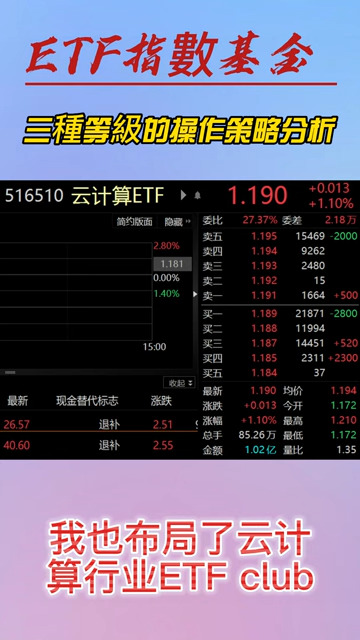 ETF指數基金
三種等級的操作策略分析
516510 云计算ETF 1.190 +0.013
+1.10%
简约版面 隐藏
委比 27.37% 委差 2.18万
2.80%
1.181
0.00%
1.40%
15:00
卖五 1.195 15469 -2000
卖四 1.194 9262
卖三 1.193 2480
卖二 1.192 15
卖一 1.191 1664 +500
买一 1.189 21871 -2800
买二 1.188 11994
买三 1.187 14451 +520
买四 1.185 2311 +2300
买五 1.184 37
收起
最新 现金替代标志 涨跌
26.57 退补 2.51
40.60 退补 2.55
最新 1.190 均价 1.194
涨跌 +0.013 今开 1.172
涨幅 +1.10% 最高 1.210
总手 85.26万 最低 1.172
金额 1.02亿 量比 1.35
我也布局了云计
算行业ETF club